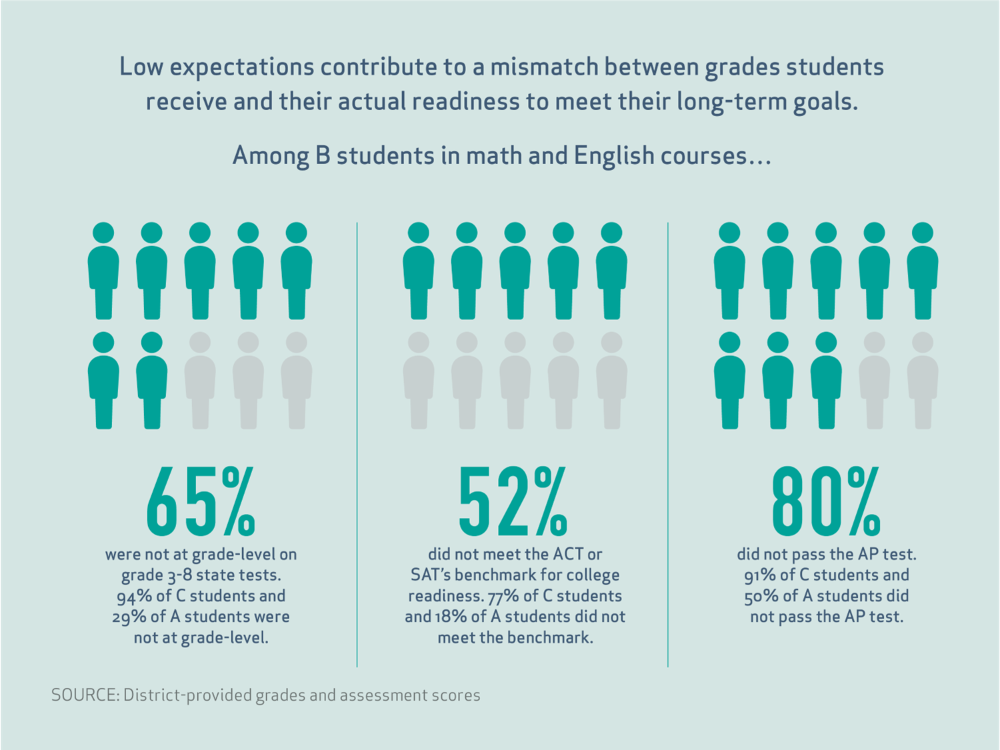 Low expectations contribute to a mismatch between grades students
receive and their actual readiness to meet their long-term goals.
Among B students in math and English courses...
65%
were not at grade-level on
grade 3-8 state tests.
94% of C students and
29% of A students were
not at grade-level.
52%
did not meet the ACT or
SAT's benchmark for college
readiness. 77% of C students
and 18% of A students did not
meet the benchmark.
80%
did not pass the AP test.
91% of C students and
50% of A students did
not pass the AP test.
SOURCE: District-provided grades and assessment scores